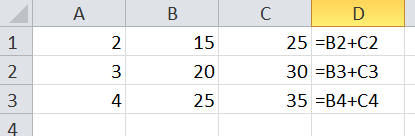 A B C D
1 2 15 25 =B2+C2
2 3 20 30 =B3+C3
3 4 25 35 =B4+C4
4